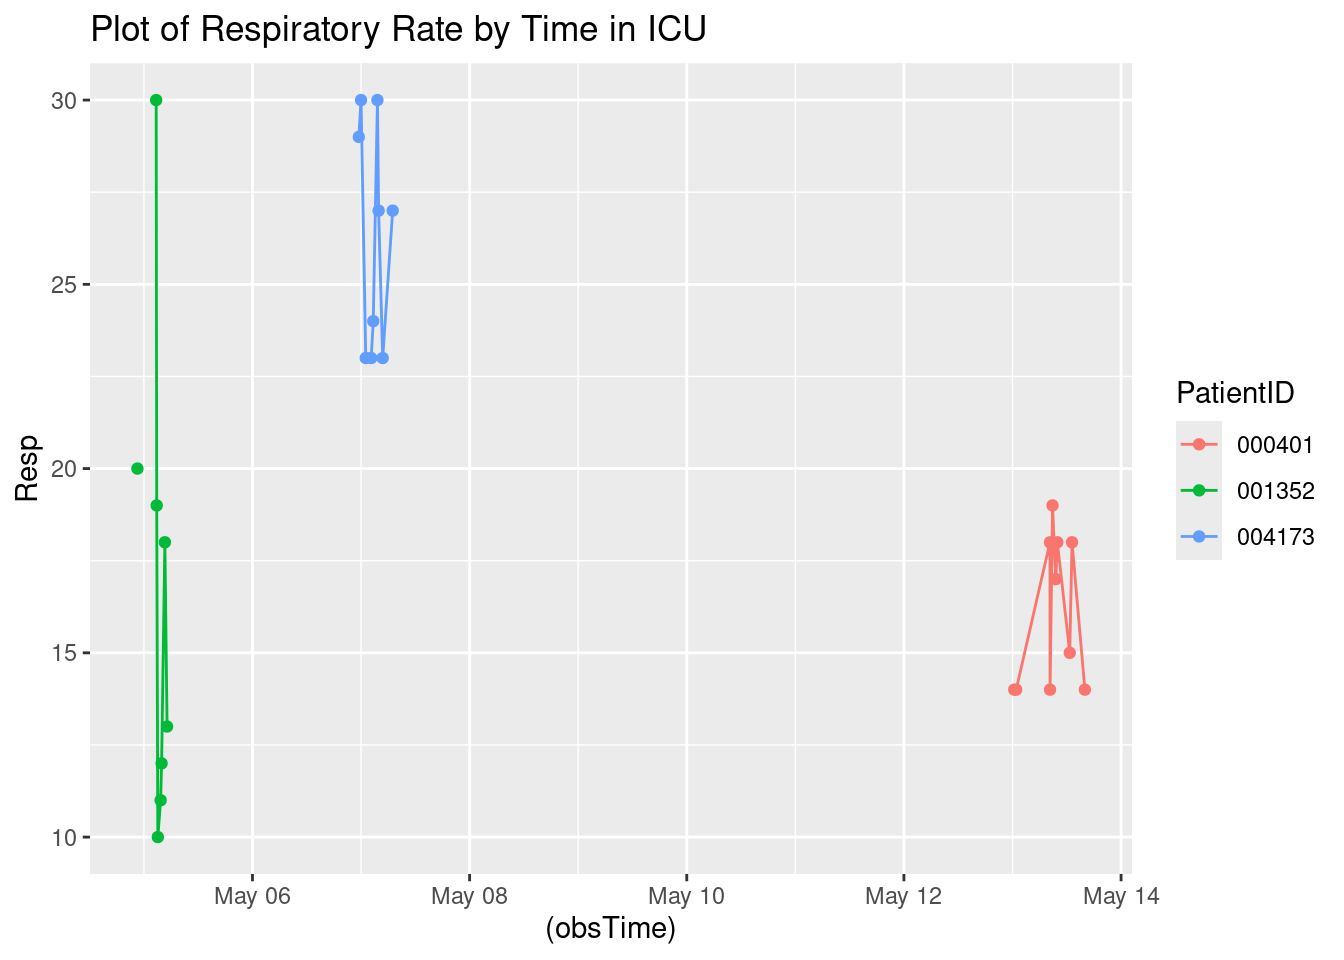 Plot of Respiratory Rate by Time in ICU
30
25
20
15
10
Resp
May 06
May 08
May 10
May 12
May 14
(obsTime)
PatientID
000401
001352
004173